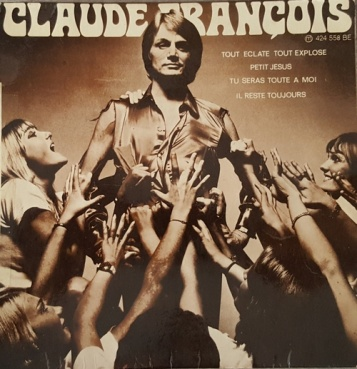 CLAUDE FRANÇOIS
℗ 424 558 BE
TOUT ECLATE TOUT EXPLOSE
PETIT JESUS
TU SERAS TOUTE A MOI
IL RESTE TOUJOURS